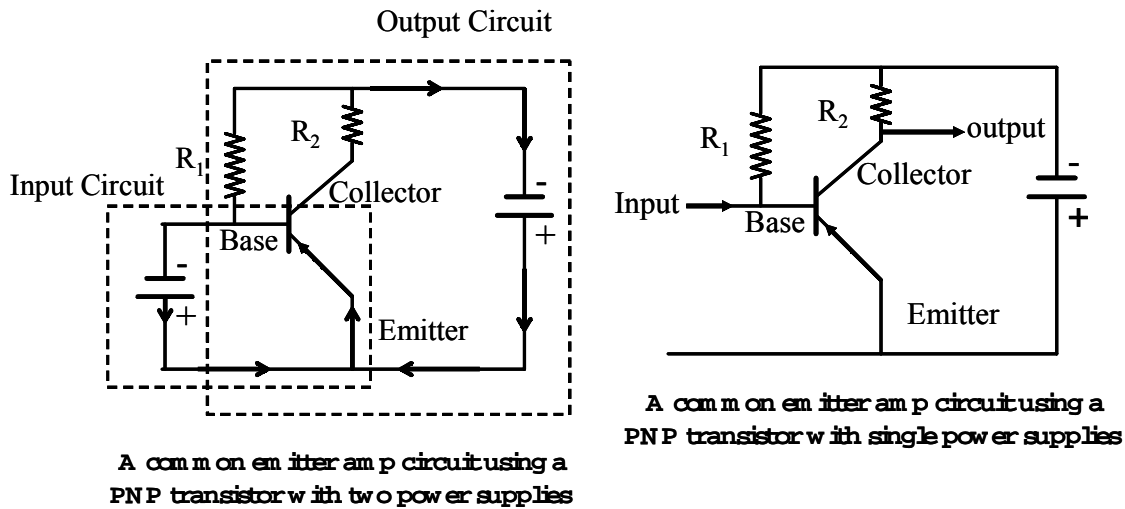 Output Circuit
R₂
R₁
Input Circuit
Collector
-
Base
+
-
+
Emitter
A common emitter amp circuit using a
PNP transistor with two power supplies
R₂
output
R₁
Collector
-
Input
Base
+
Emitter
A common emitter amp circuit using a
PNP transistor with single power supplies